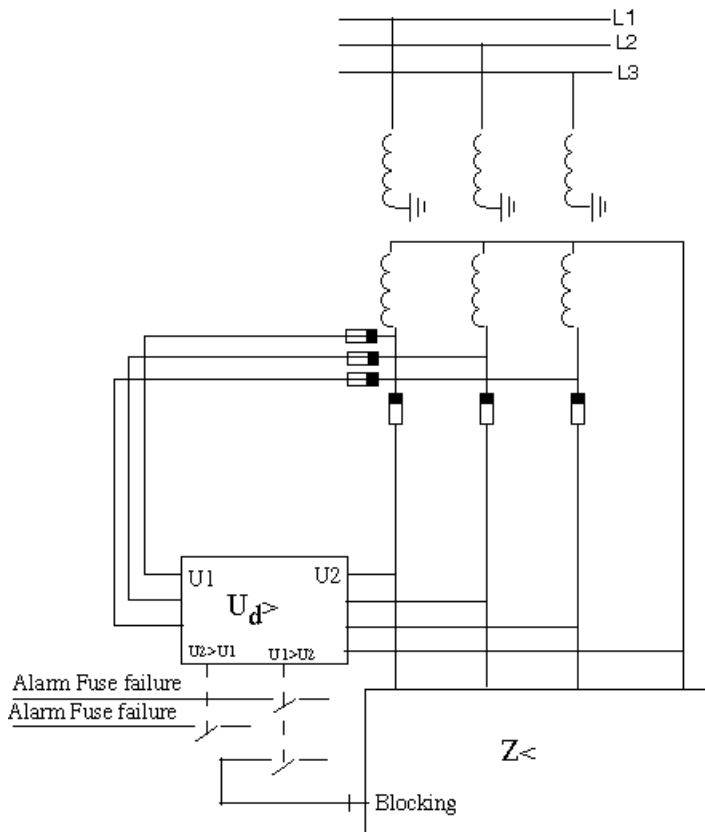 L1
L2
L3
U1 U2
Ud>
U2>U1 U1>U2
Alarm Fuse failure
Alarm Fuse failure
Z<
Blocking